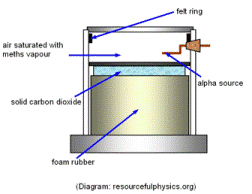 felt ring
air saturated with
meths vapour
alpha source
solid carbon dioxide
foam rubber
(Diagram: resourcefulphysics.org)